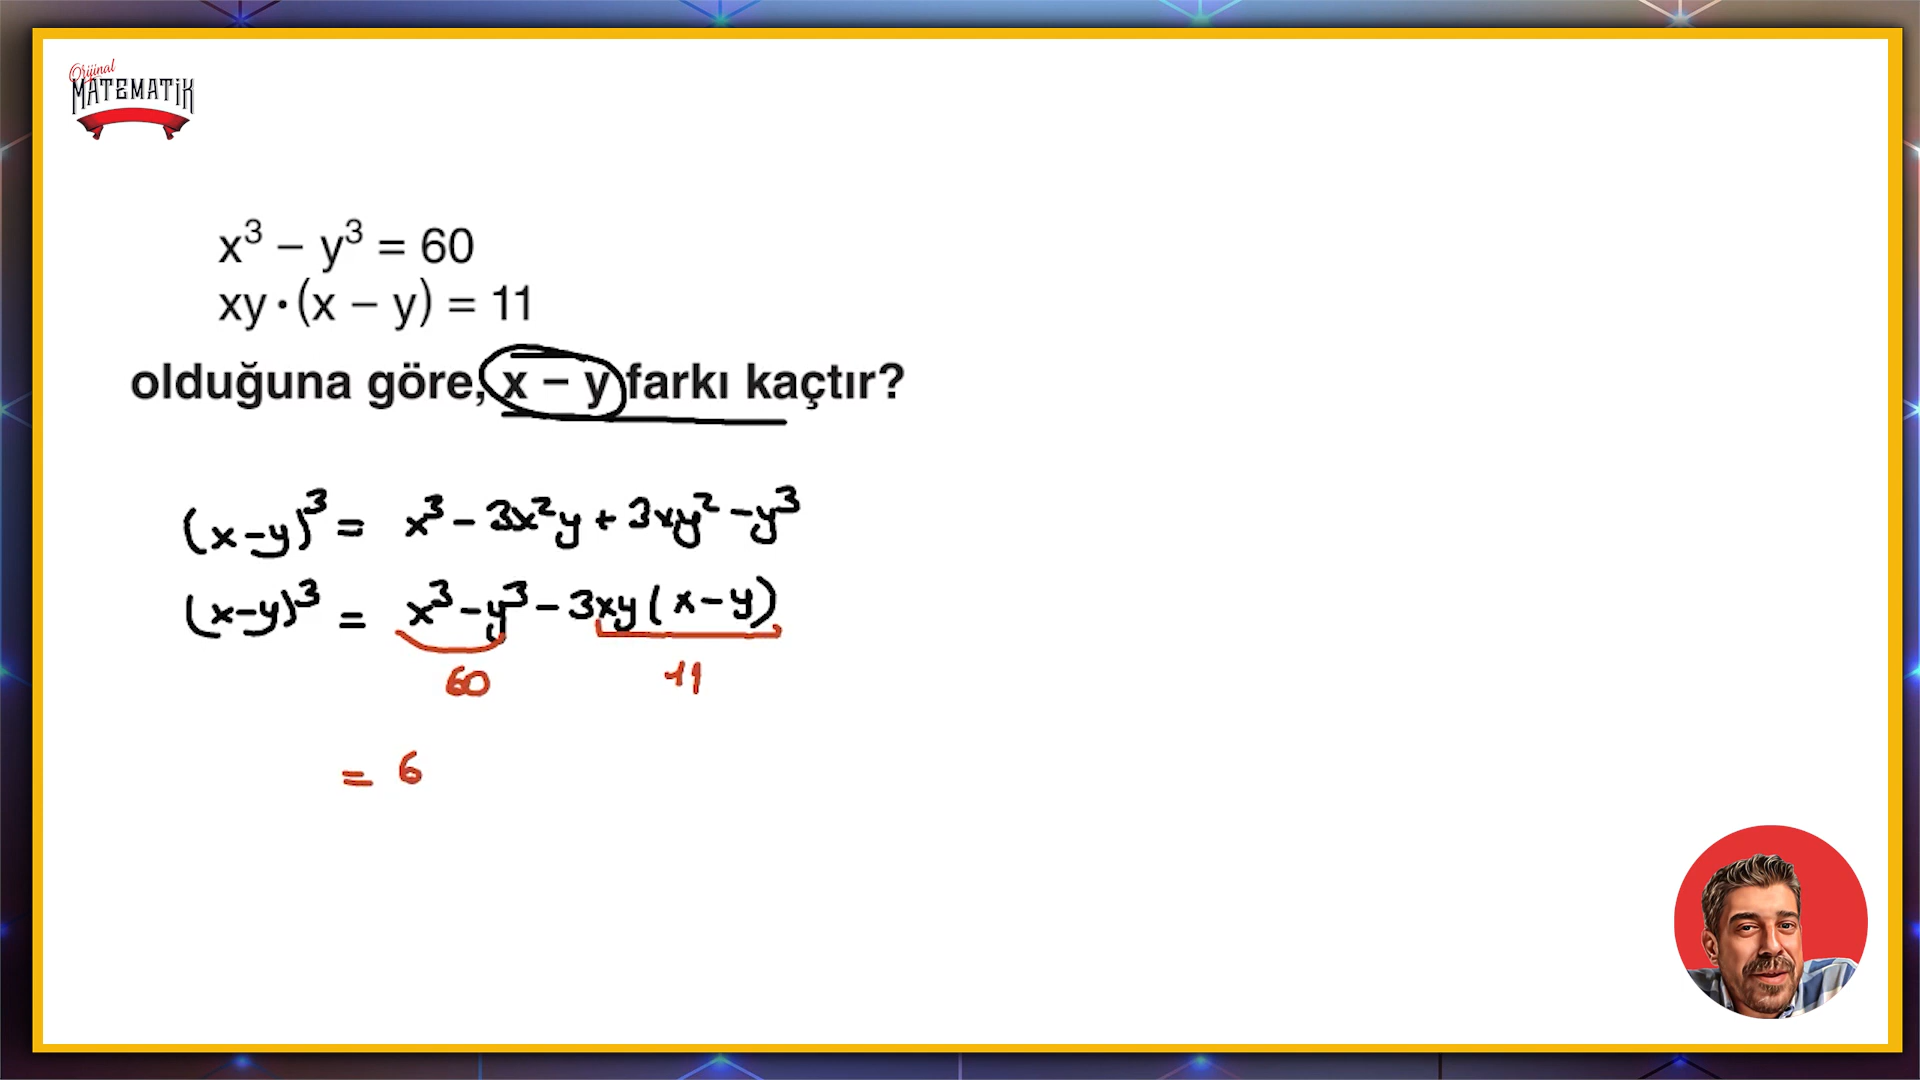 Orijinal
MATEMATİK
x³ – y³ = 60
xy·(x – y) = 11
olduğuna göre, x – y farkı kaçtır?
(x-y)³ = x³ - 3x²y + 3xy² - y³
(x-y)³ = x³ - y³ - 3xy(x-y)
60 11
= 6